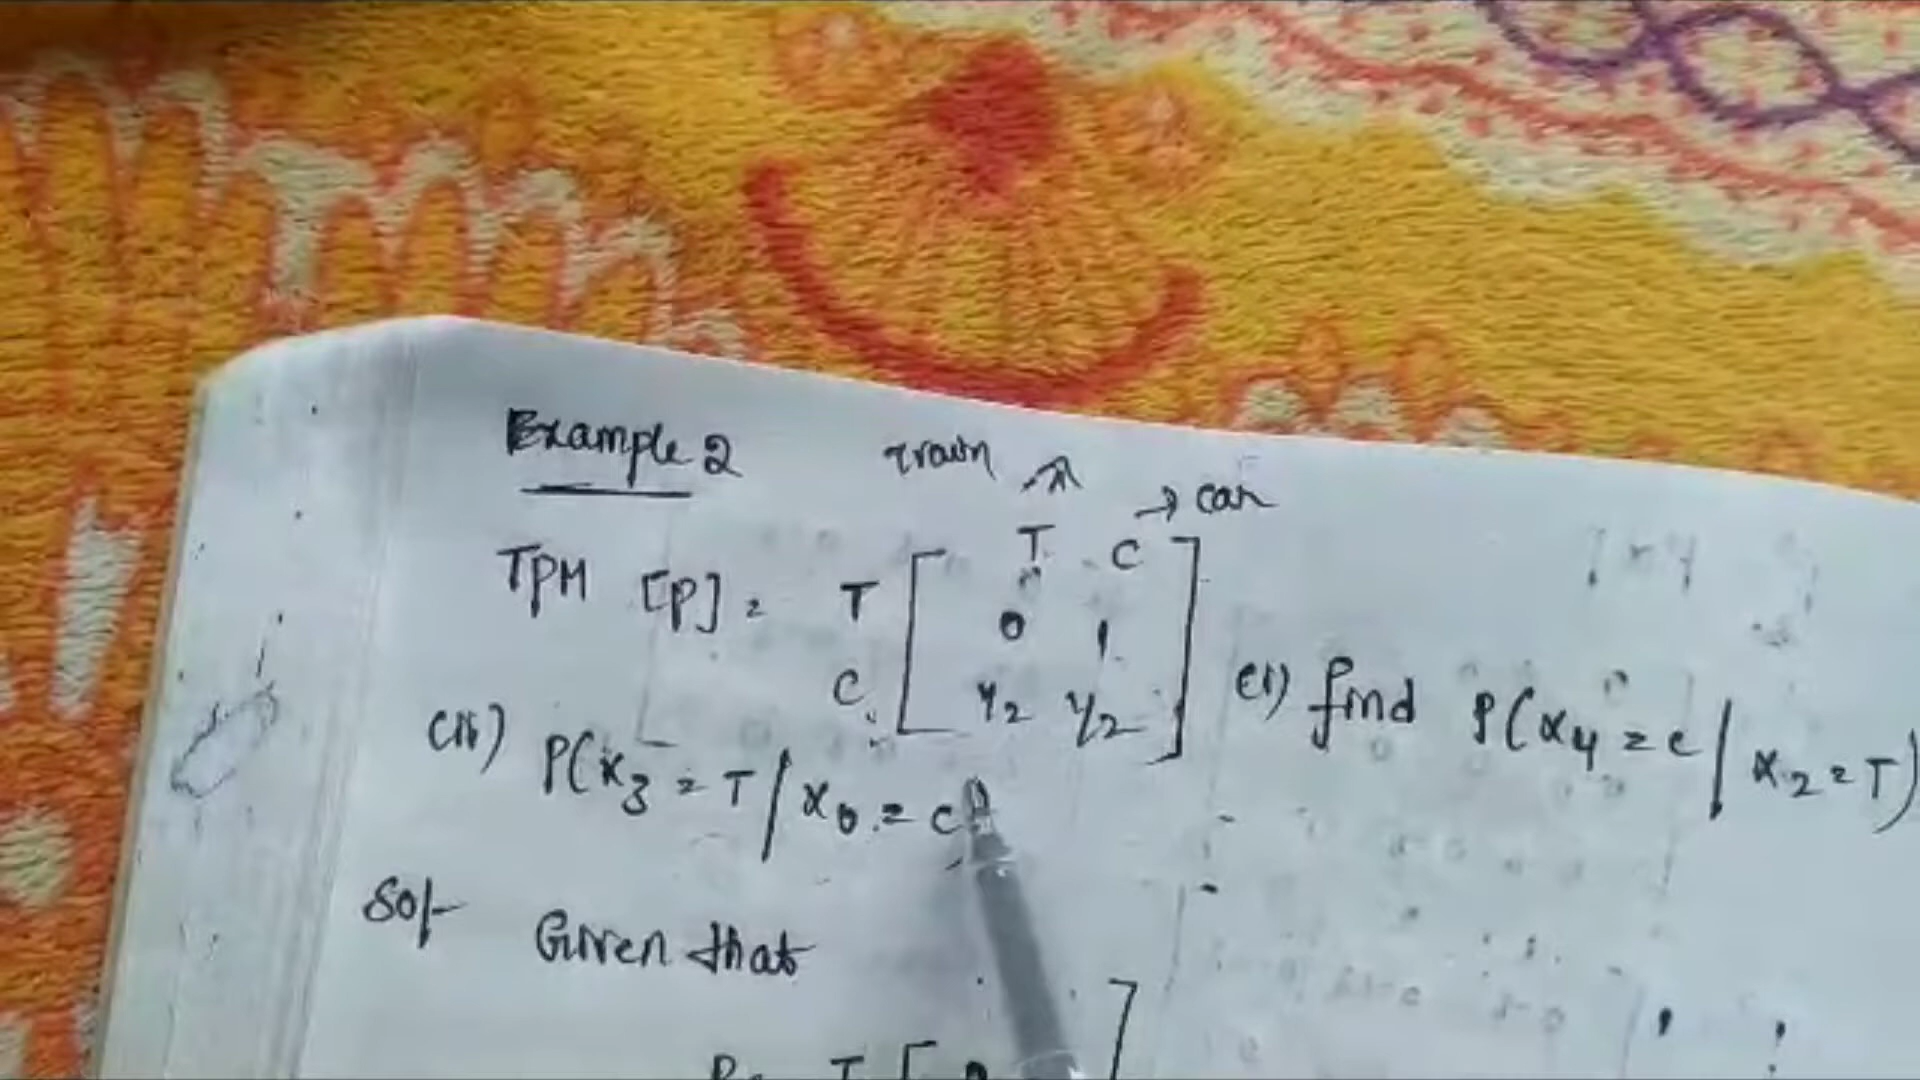 Example 2
train → car
T C
TPM [P] = T 0 1
C 1/2 1/2
(i) find P(X4 = c / X2 = T)
(ii) P(X3 = T / X0 = c)
Sol-
Given that
P= T [ 0 ]